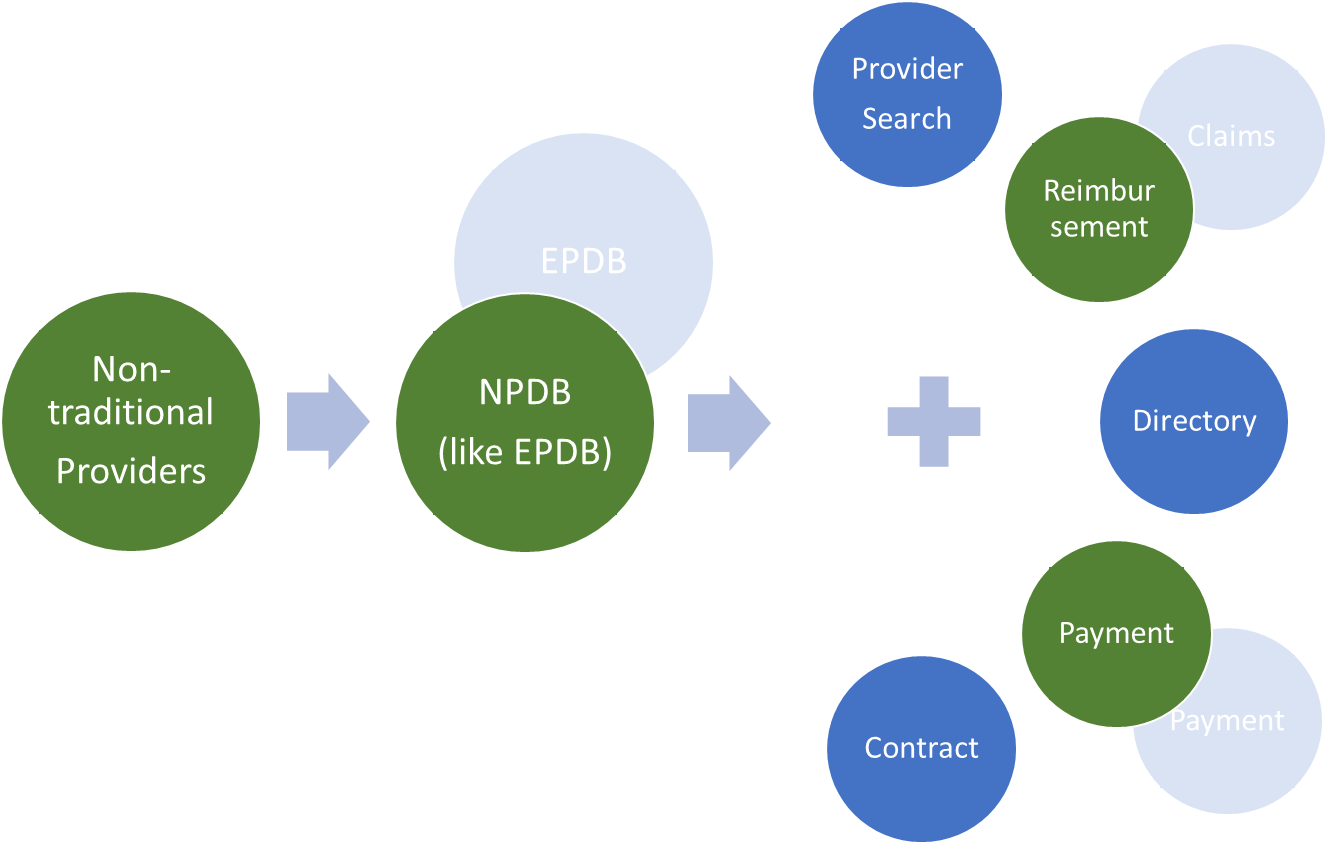 Non-
traditional
Providers
EPDB
NPDB
(like EPDB)
Provider
Search
Claims
Reimbur
sement
Directory
Payment
Payment
Contract